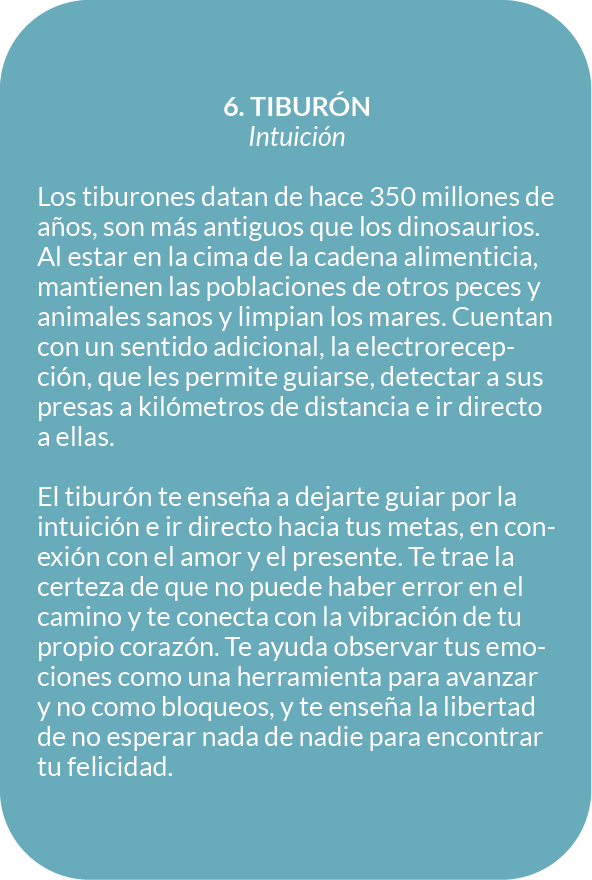 6. TIBURÓN
Intuición
Los tiburones datan de hace 350 millones de
años, son más antiguos que los dinosaurios.
Al estar en la cima de la cadena alimenticia,
mantienen las poblaciones de otros peces y
animales sanos y limpian los mares. Cuentan
con un sentido adicional, la electrorecep-
ción, que les permite guiarse, detectar a sus
presas a kilómetros de distancia e ir directo
a ellas.
El tiburón te enseña a dejarte guiar por la
intuición e ir directo hacia tus metas, en con-
exión con el amor y el presente. Te trae la
certeza de que no puede haber error en el
camino y te conecta con la vibración de tu
propio corazón. Te ayuda observar tus emo-
ciones como una herramienta para avanzar
y no como bloqueos, y te enseña la libertad
de no esperar nada de nadie para encontrar
tu felicidad.